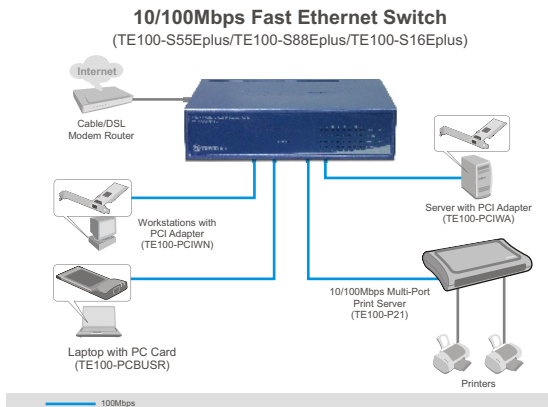 10/100Mbps Fast Ethernet Switch
(TE100-S55Eplus/TE100-S88Eplus/TE100-S16Eplus)
Internet
Cable/DSL
Modem Router
Server with PCI Adapter
(TE100-PCIWA)
Workstations with
PCI Adapter
(TE100-PCIWN)
10/100Mbps Multi-Port
Print Server
(TE100-P21)
Laptop with PC Card
(TE100-PCBUSR)
Printers
100Mbps